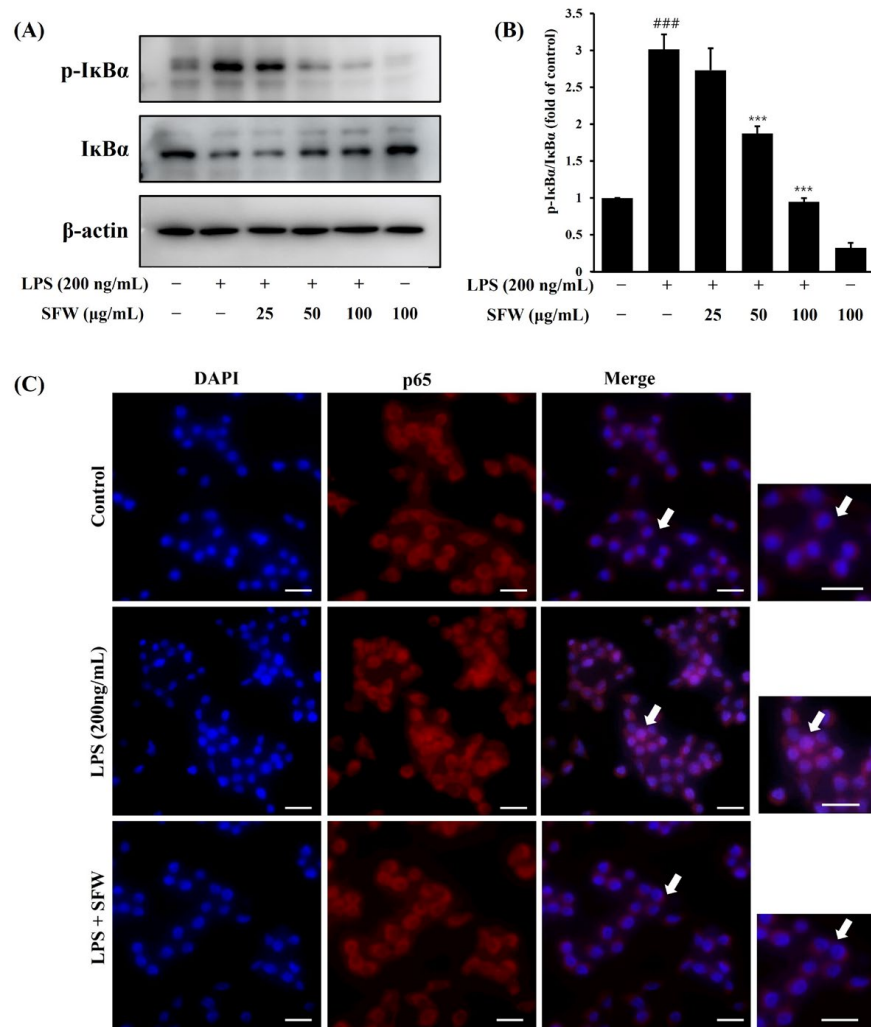 (A)
p-IκBα
IκBα
β-actin
LPS (200 ng/mL) − + + + + −
SFW (μg/mL) − − 25 50 100 100
(B)
p-IκBα/IκBα (fold of control)
3.5
3
2.5
2
1.5
1
0.5
0
###
***
***
LPS (200 ng/mL) − + + + + −
SFW (μg/mL) − − 25 50 100 100
(C)
DAPI p65 Merge
Control
LPS (200ng/mL)
LPS + SFW